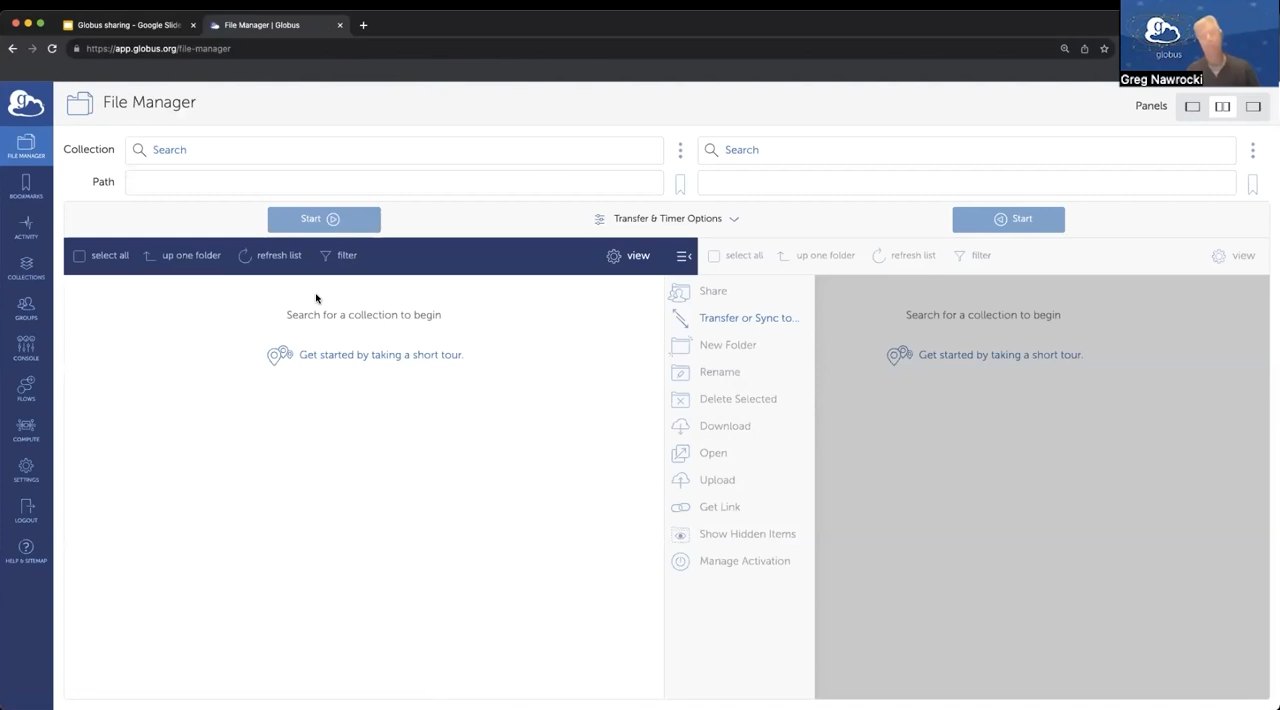 Globus sharing - Google Slide
File Manager | Globus
https://app.globus.org/file-manager
globus
Greg Nawrocki
File Manager
Panels
Collection
Search
Search
Path
Start
Transfer & Timer Options
Start
select all
up one folder
refresh list
filter
view
select all
up one folder
refresh list
filter
view
FILE MANAGER
BOOKMARKS
ACTIVITY
COLLECTIONS
GROUPS
CONSOLE
FLOWS
COMPUTE
SETTINGS
LOGOUT
HELP & SITEMAP
Search for a collection to begin
Get started by taking a short tour.
Share
Transfer or Sync to...
New Folder
Rename
Delete Selected
Download
Open
Upload
Get Link
Show Hidden Items
Manage Activation
Search for a collection to begin
Get started by taking a short tour.